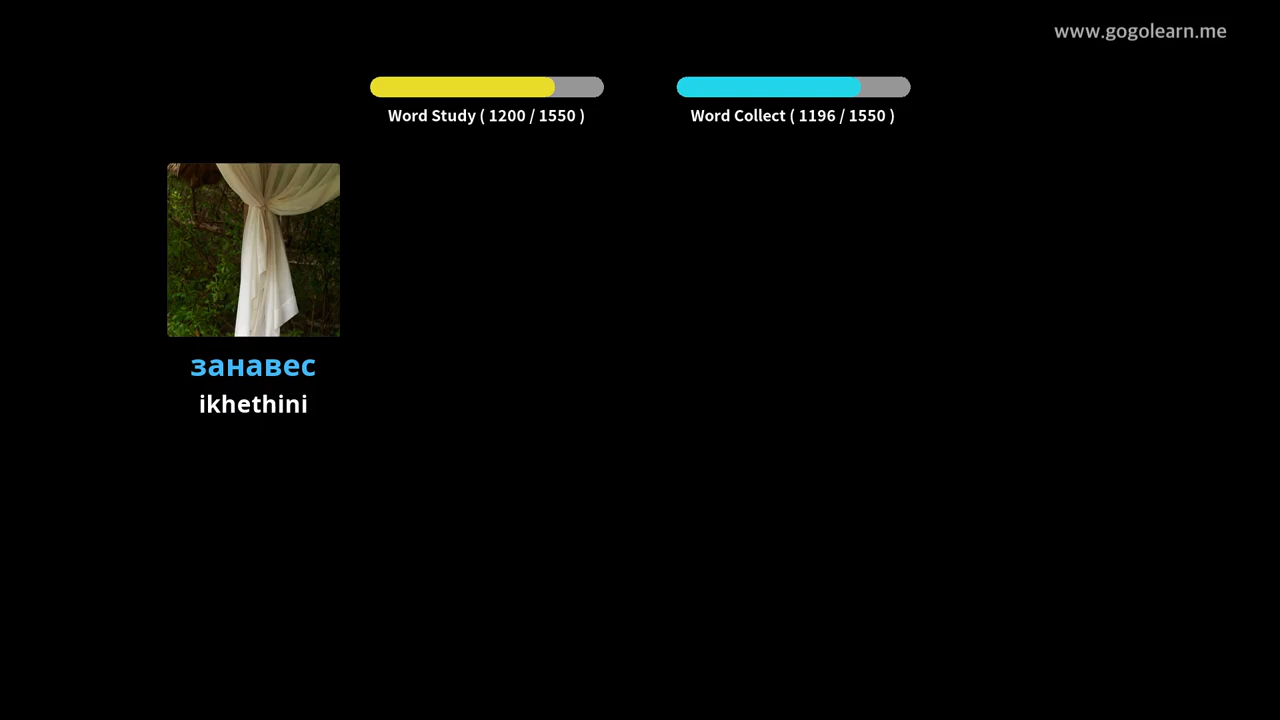 www.gogolearn.me
Word Study ( 1200 / 1550 )
Word Collect ( 1196 / 1550 )
занавес
ikhethini